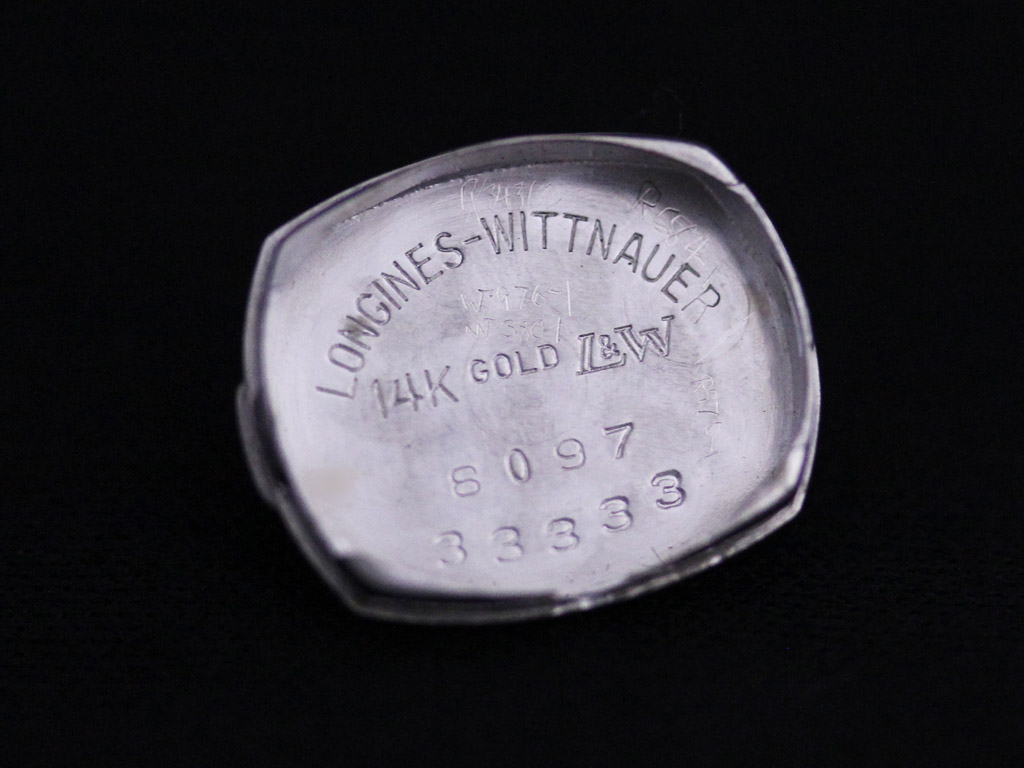 LONGINES-WITTNAUER
14K GOLD L&W
6097
33333